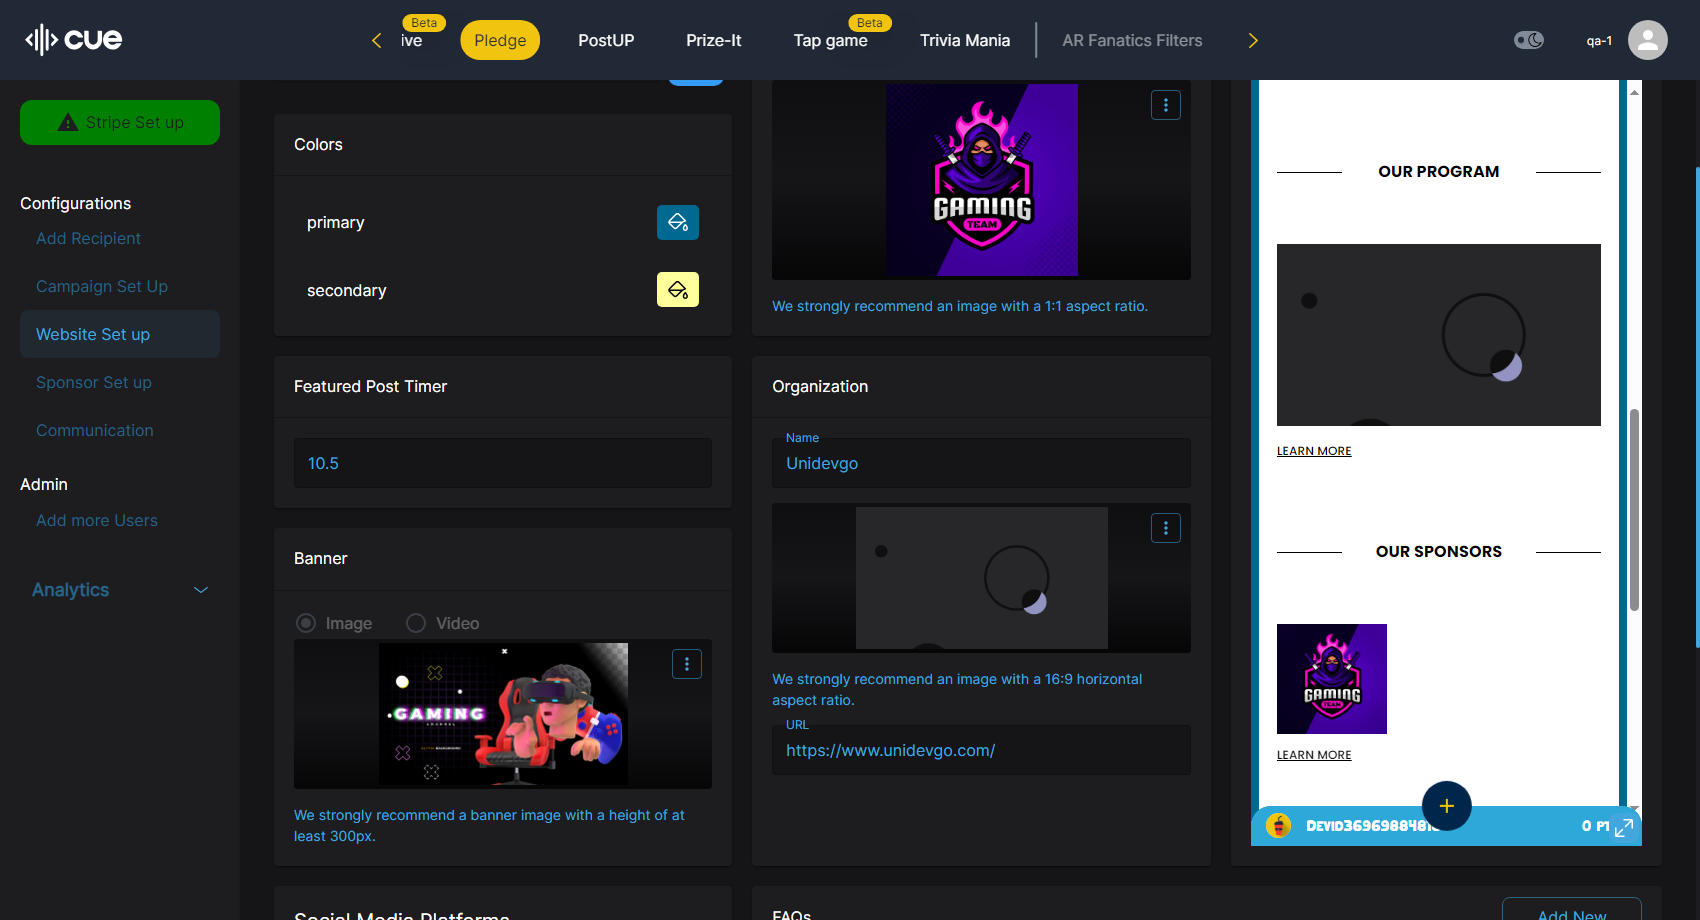 cue
ive
Beta
Pledge
PostUP
Prize-It
Tap game
Beta
Trivia Mania
AR Fanatics Filters
qa-1
Stripe Set up
Configurations
Add Recipient
Campaign Set Up
Website Set up
Sponsor Set up
Communication
Admin
Add more Users
Analytics
Colors
primary
secondary
Featured Post Timer
10.5
Banner
Image
Video
GAMING
We strongly recommend a banner image with a height of at
least 300px.
Social Media Platforms
GAMING
TEAM
We strongly recommend an image with a 1:1 aspect ratio.
Organization
Name
Unidevgo
We strongly recommend an image with a 16:9 horizontal
aspect ratio.
URL
https://www.unidevgo.com/
FAQs
Add New
OUR PROGRAM
LEARN MORE
OUR SPONSORS
GAMING
TEAM
LEARN MORE
+
0 PT